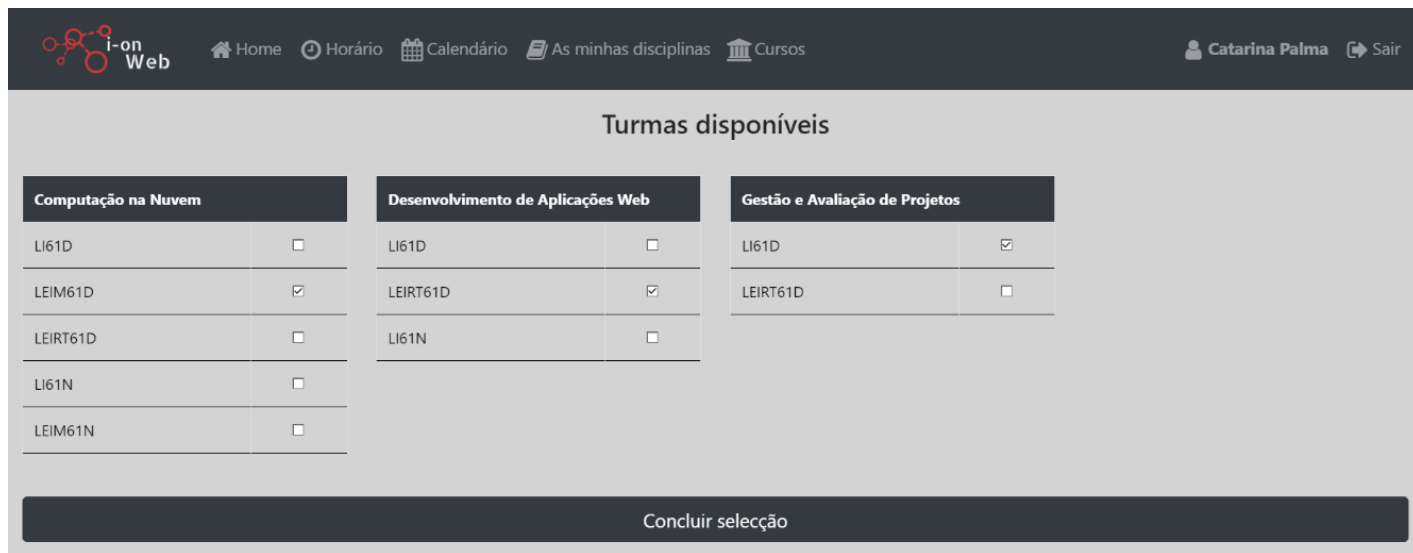 i-on
Web
Home Horário Calendário As minhas disciplinas Cursos Catarina Palma Sair
Turmas disponíveis
Computação na Nuvem
LI61D
LEIM61D
LEIRT61D
LI61N
LEIM61N
Desenvolvimento de Aplicações Web
LI61D
LEIRT61D
LI61N
Gestão e Avaliação de Projetos
LI61D
LEIRT61D
Concluir selecção